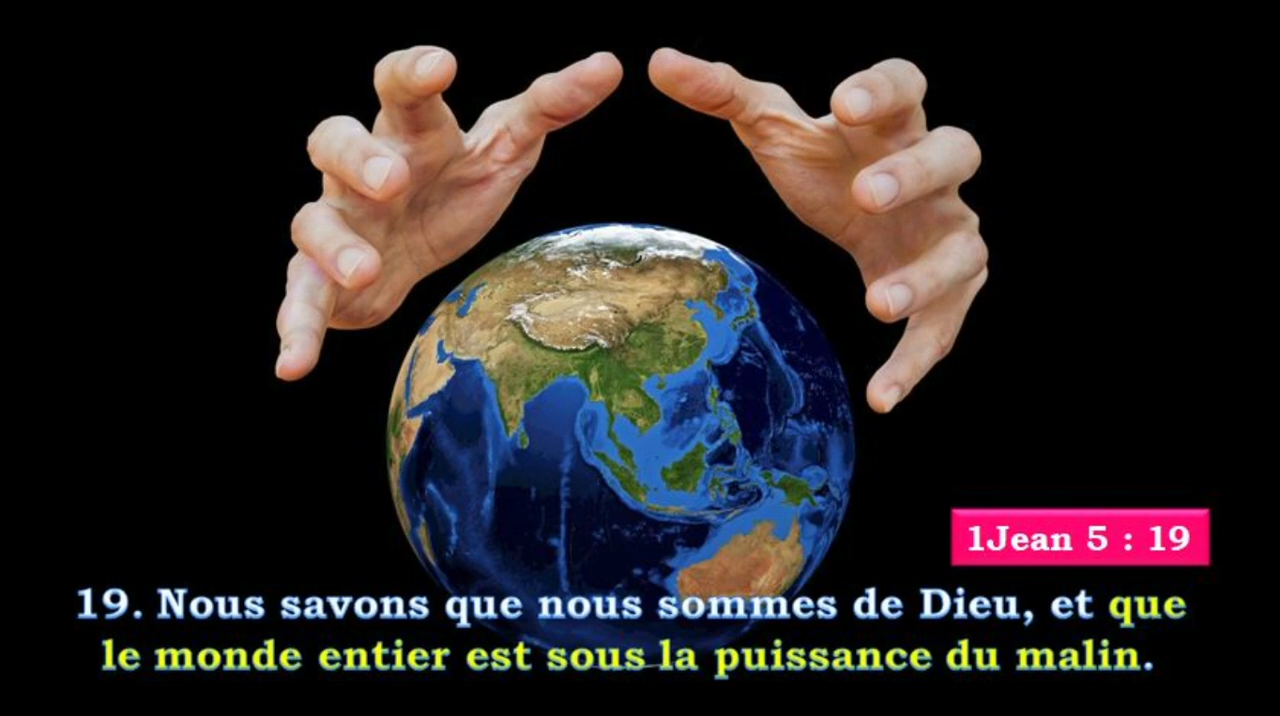 1Jean 5 : 19
19. Nous savons que nous sommes de Dieu, et que
le monde entier est sous la puissance du malin.